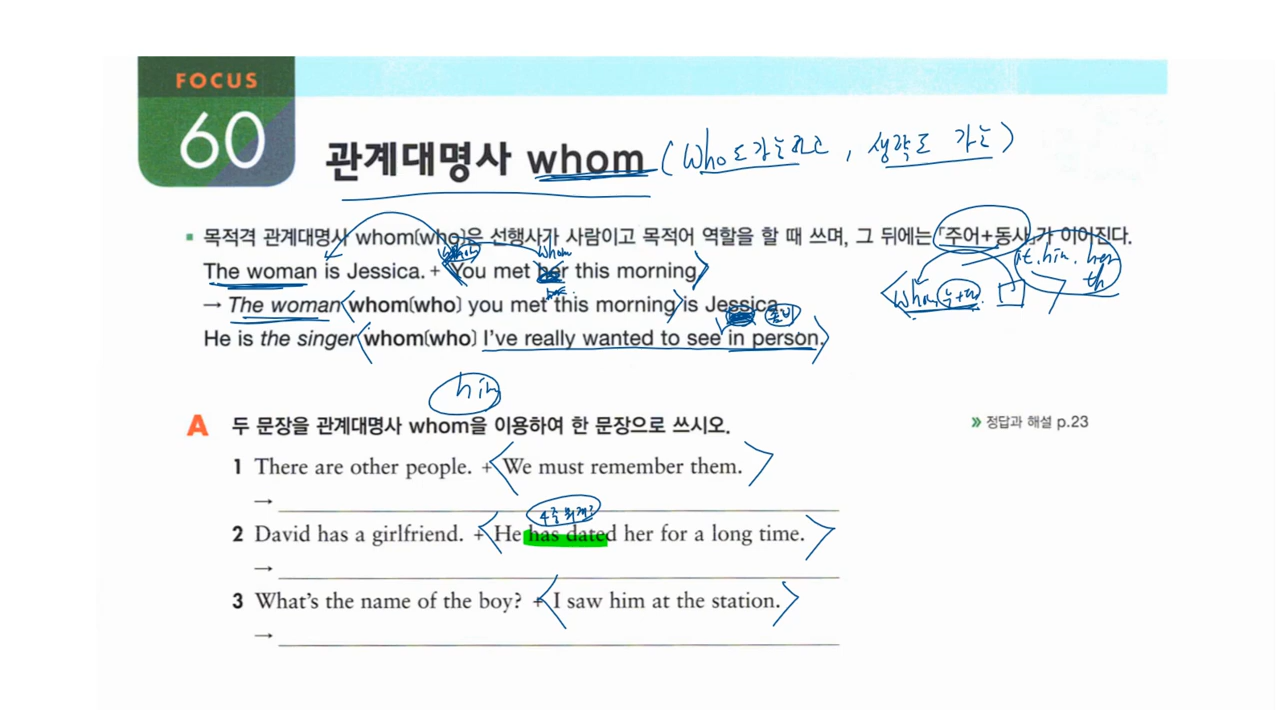 FOCUS
60
관계대명사 whom (who도 가능하고, 생략도 가능)
▪ 목적격 관계대명사 whom(who)은 선행사가 사람이고 목적어 역할을 할 때 쓰며, 그 뒤에는 「주어+동사」가 이어진다.
whom
The woman is Jessica. + You met her this morning.
it, him, her
th
→ The woman whom(who) you met this morning is Jessica.
whom
He is the singer whom(who) I've really wanted to see in person.
him
A 두 문장을 관계대명사 whom을 이용하여 한 문장으로 쓰시오.
» 정답과 해설 p.23
1 There are other people. + We must remember them.
→
2 David has a girlfriend. + He has dated her for a long time.
→
3 What's the name of the boy? + I saw him at the station.
→